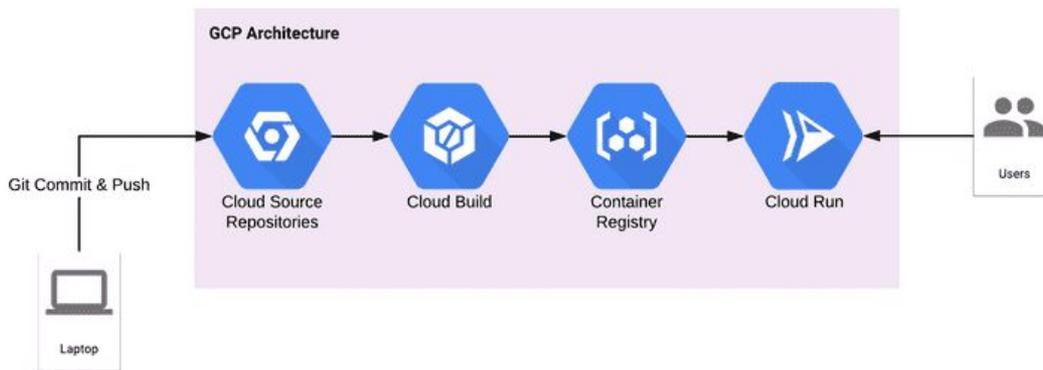 GCP Architecture
Git Commit & Push
Cloud Source
Repositories
Cloud Build
Container
Registry
Cloud Run
Users
Laptop